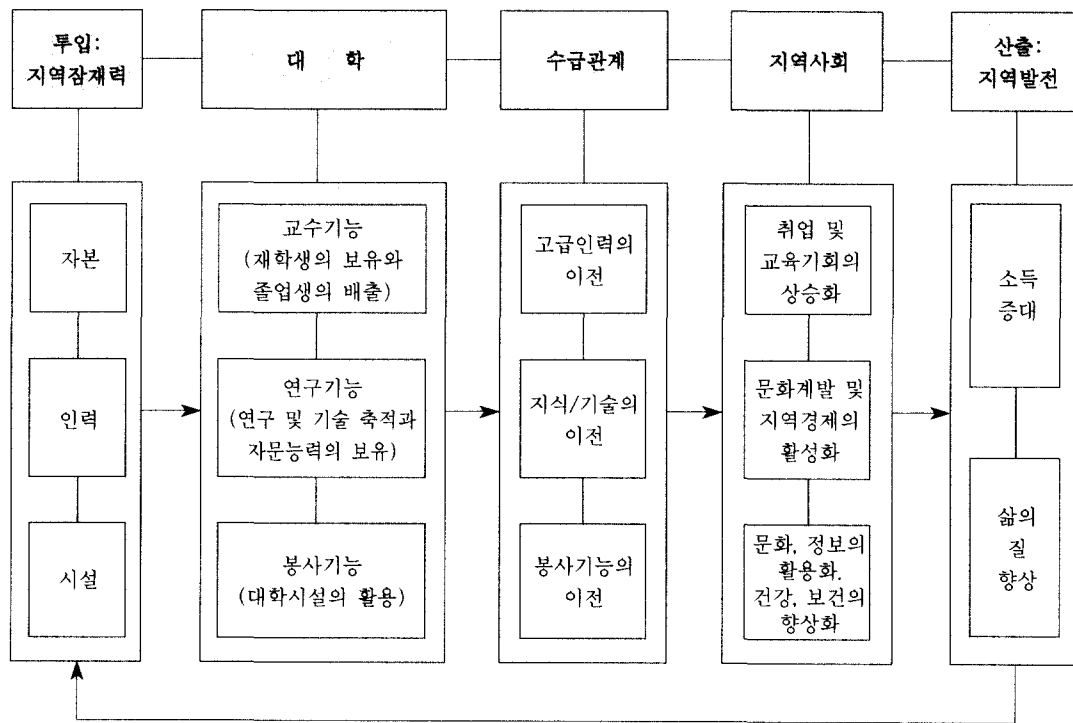 투입:
지역잠재력
대 학
수급관계
지역사회
산출:
지역발전
자본
인력
시설
교수기능
(재학생의 보유와
졸업생의 배출)
연구기능
(연구 및 기술 축적과
자문능력의 보유)
봉사기능
(대학시설의 활용)
고급인력의
이전
지식/기술의
이전
봉사기능의
이전
취업 및
교육기회의
상승화
문화계발 및
지역경제의
활성화
문화, 정보의
활용화,
건강, 보건의
향상화
소득
증대
삶의
질
향상